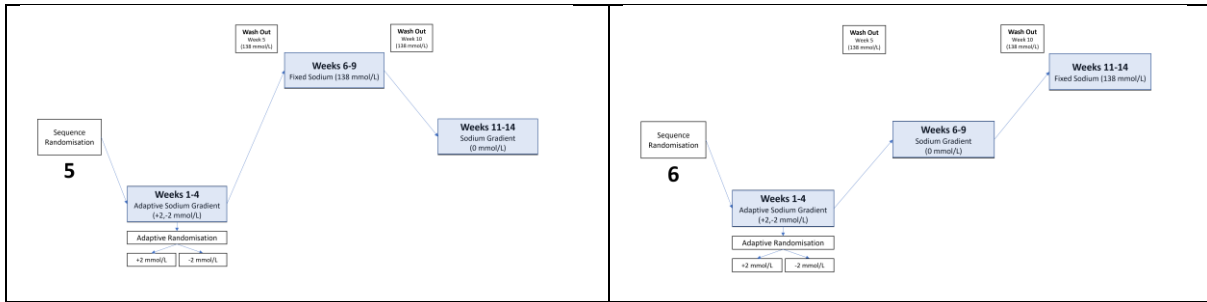 Wash Out
Week 5
(138 mmol/L)
Wash Out
Week 10
(138 mmol/L)
Weeks 6-9
Fixed Sodium (138 mmol/L)
Sequence
Randomisation
5
Weeks 11-14
Sodium Gradient
(0 mmol/L)
Weeks 1-4
Adaptive Sodium Gradient
(+2,-2 mmol/L)
Adaptive Randomisation
+2 mmol/L
-2 mmol/L
Wash Out
Week 5
(138 mmol/L)
Wash Out
Week 10
(138 mmol/L)
Weeks 11-14
Fixed Sodium (138 mmol/L)
Sequence
Randomisation
6
Weeks 6-9
Sodium Gradient
(0 mmol/L)
Weeks 1-4
Adaptive Sodium Gradient
(+2,-2 mmol/L)
Adaptive Randomisation
+2 mmol/L
-2 mmol/L